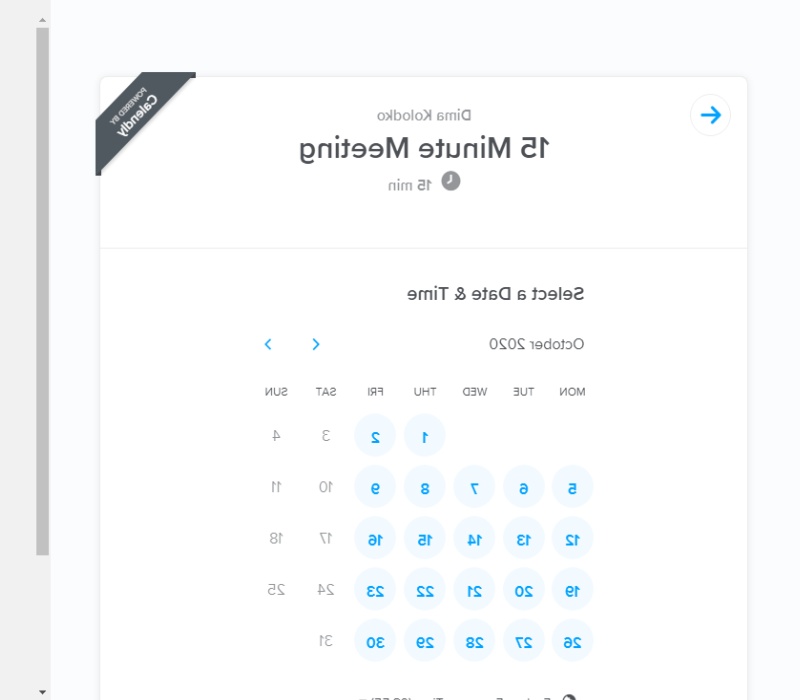 POWERED BY
Calendly
Dima Kolodko
15 Minute Meeting
15 min
Select a Date & Time
October 2020
MON TUE WED THU FRI SAT SUN
1 2 3 4
5 6 7 8 9 10 11
12 13 14 15 16 17 18
19 20 21 22 23 24 25
26 27 28 29 30 31